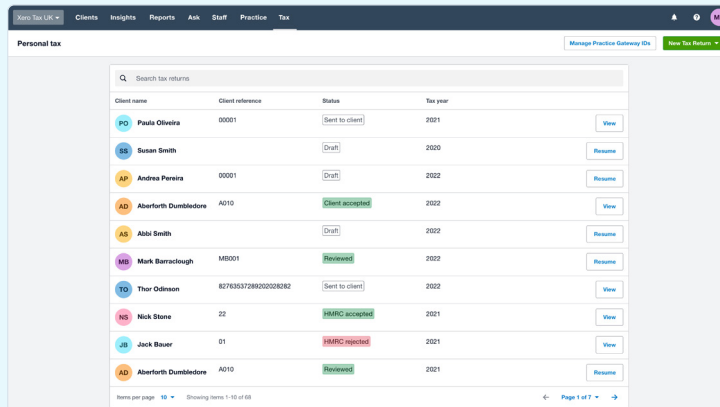 Xero Tax UK Clients Insights Reports Ask Staff Practice Tax
Personal tax Manage Practice Gateway IDs New Tax Return
Search tax returns
Client name Client reference Status Tax year
PO Paula Oliveira 00001 Sent to client 2021 View
SS Susan Smith Draft 2020 Resume
AP Andrea Pereira 00001 Draft 2022 Resume
AD Aberforth Dumbledore A010 Client accepted 2022 View
AS Abbi Smith Draft 2022 Resume
MB Mark Barraclough MB001 Reviewed 2022 Resume
TO Thor Odinson 82763537289202028282 Sent to client 2022 View
NS Nick Stone 22 HMRC accepted 2021 View
JB Jack Bauer 01 HMRC rejected 2021 View
AD Aberforth Dumbledore A010 Reviewed 2021 Resume
Items per page 10 Showing items 1-10 of 68 Page 1 of 7